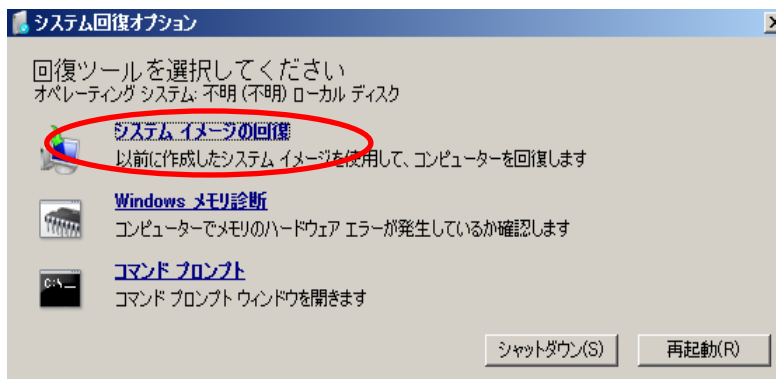 システム回復オプション
回復ツールを選択してください
オペレーティング システム: 不明 (不明) ローカル ディスク
システム イメージの回復
以前に作成したシステム イメージを使用して、コンピューターを回復します
Windows メモリ診断
コンピューターでメモリのハードウェア エラーが発生しているか確認します
コマンド プロンプト
コマンド プロンプト ウィンドウを開きます
シャットダウン(S) 再起動(R)